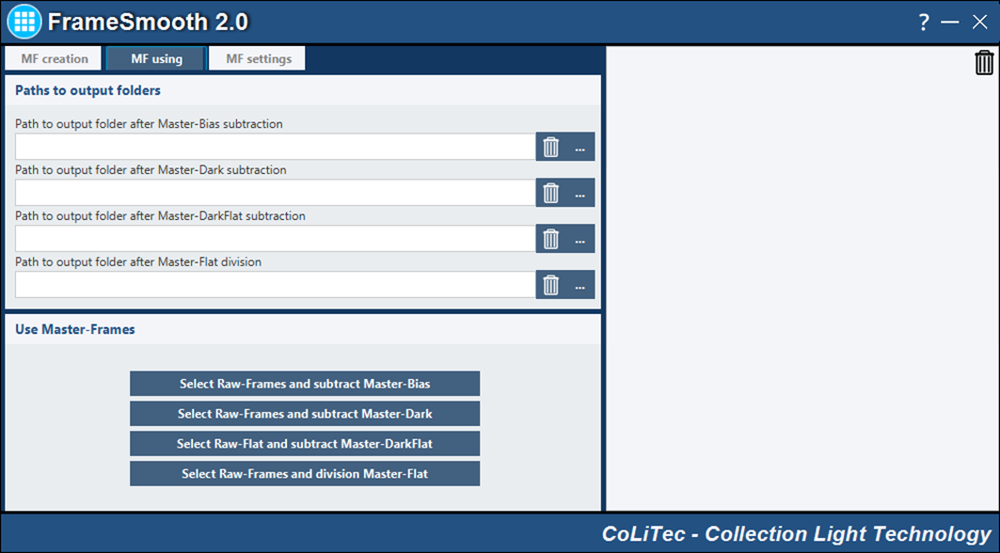 FrameSmooth 2.0
?
MF creation MF using MF settings
Paths to output folders
Path to output folder after Master-Bias subtraction
...
Path to output folder after Master-Dark subtraction
...
Path to output folder after Master-DarkFlat subtraction
...
Path to output folder after Master-Flat division
...
Use Master-Frames
Select Raw-Frames and subtract Master-Bias
Select Raw-Frames and subtract Master-Dark
Select Raw-Flat and subtract Master-DarkFlat
Select Raw-Frames and division Master-Flat
CoLiTec - Collection Light Technology